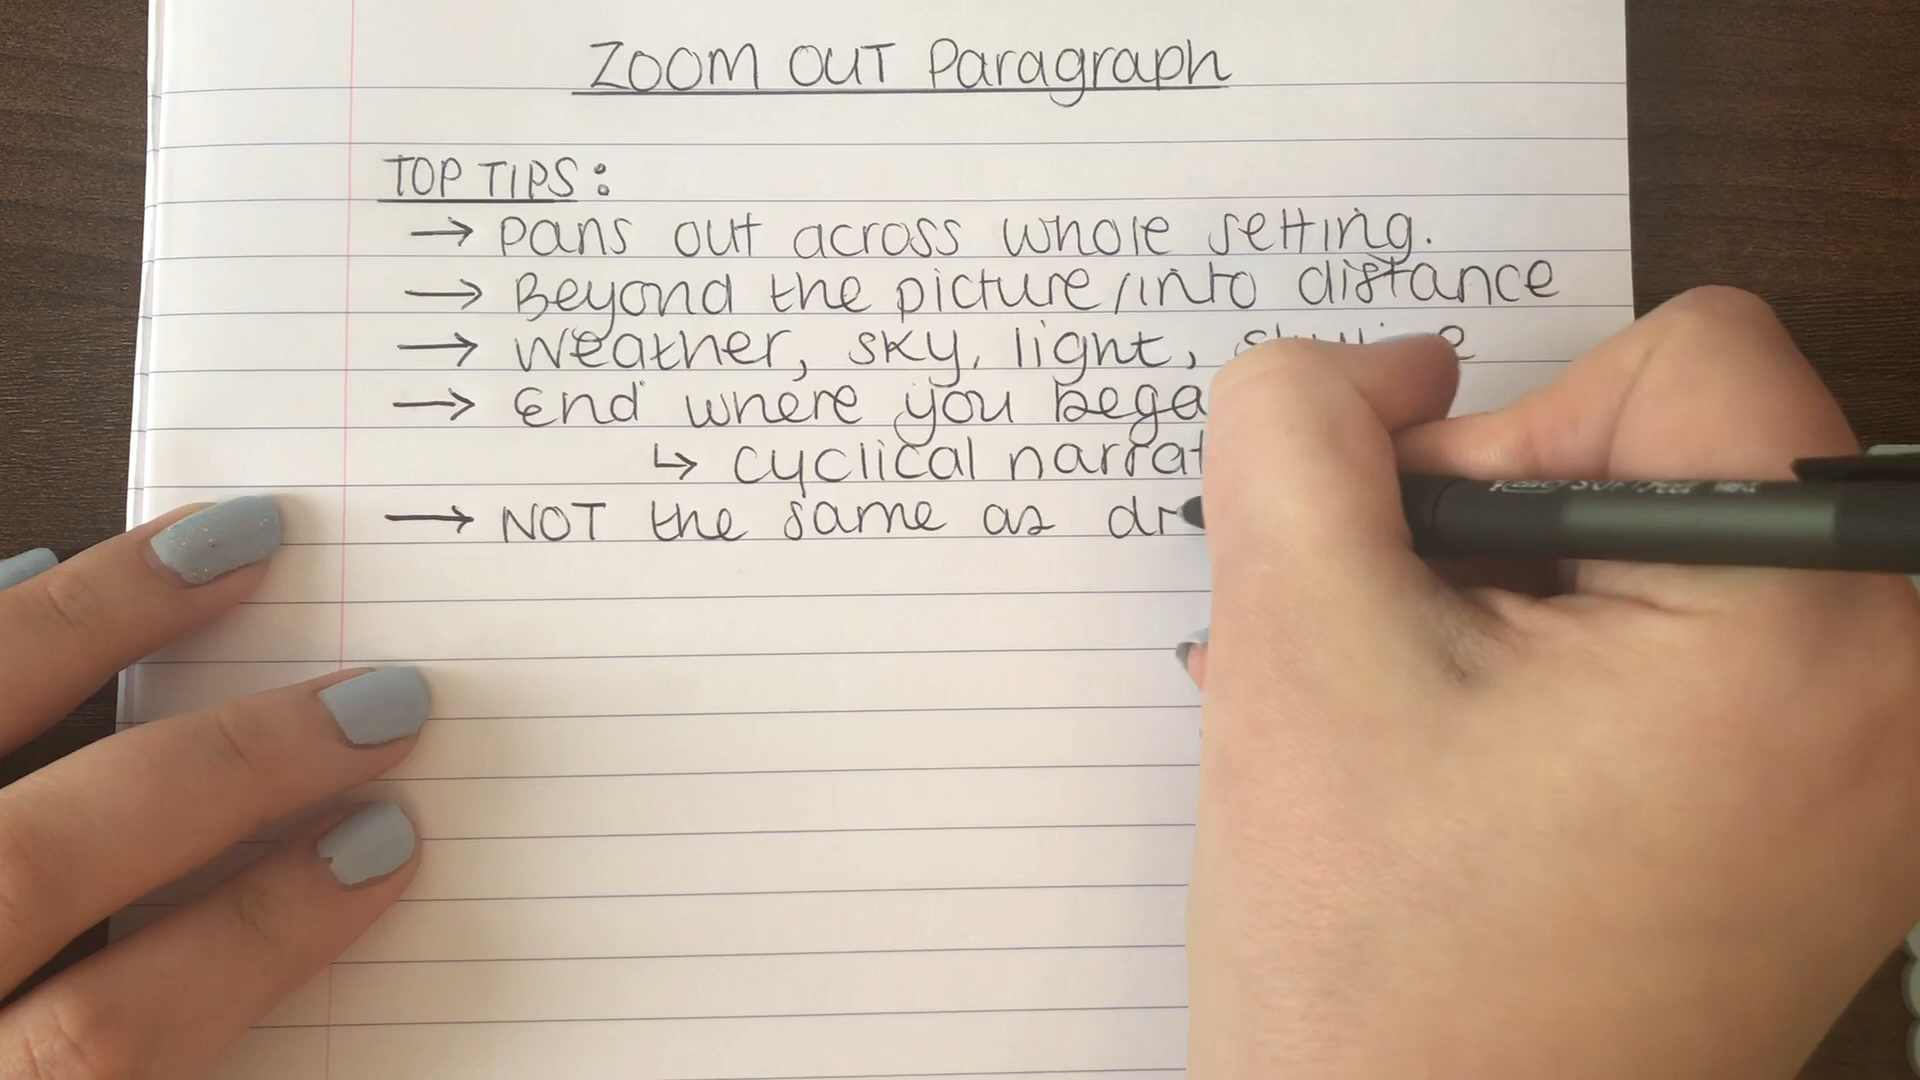 ZOOM OUT Paragraph
TOP TIPS:
→ pans out across whole setting.
→ Beyond the picture/into distance
→ Weather, sky, light,
→ End where you
↳ cyclical
→ NOT the same as